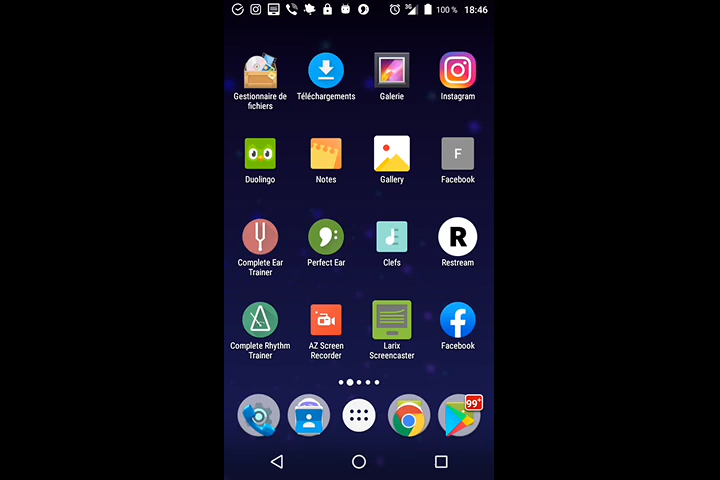 3G 100 % 18:46
Gestionnaire de
fichiers
Téléchargements
Galerie
Instagram
Duolingo
Notes
Gallery
F
Facebook
Complete Ear
Trainer
Perfect Ear
Clefs
R
Restream
Complete Rhythm
Trainer
AZ Screen
Recorder
Larix
Screencaster
Facebook
99+